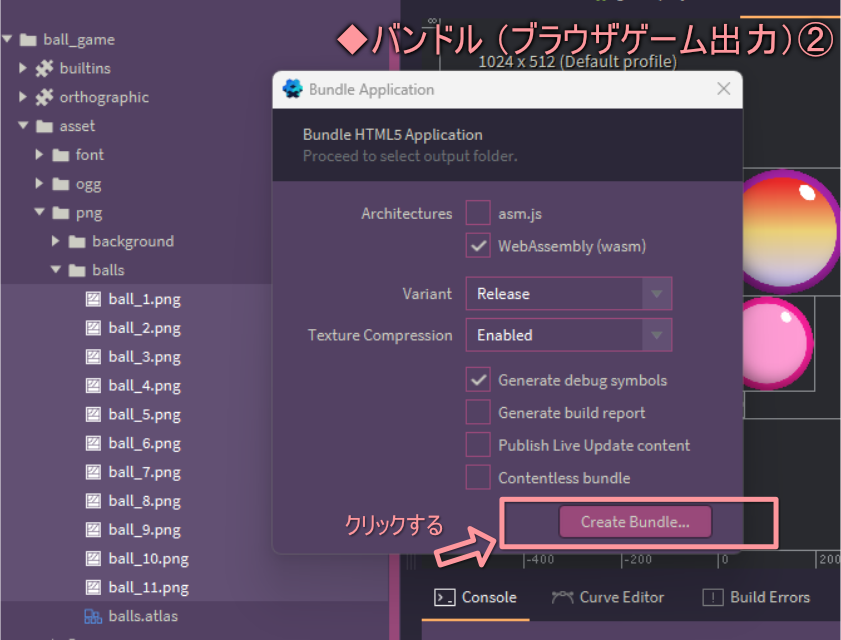 ◆バンドル（ブラウザゲーム出力）②
1024 x 512 (Default profile)
ball_game
builtins
orthographic
asset
font
ogg
png
background
balls
ball_1.png
ball_2.png
ball_3.png
ball_4.png
ball_5.png
ball_6.png
ball_7.png
ball_8.png
ball_9.png
ball_10.png
ball_11.png
balls.atlas
Bundle Application
Bundle HTML5 Application
Proceed to select output folder.
Architectures
asm.js
WebAssembly (wasm)
Variant
Release
Texture Compression
Enabled
Generate debug symbols
Generate build report
Publish Live Update content
Contentless bundle
クリックする
Create Bundle...
-400 -200 0 200
Console Curve Editor Build Errors